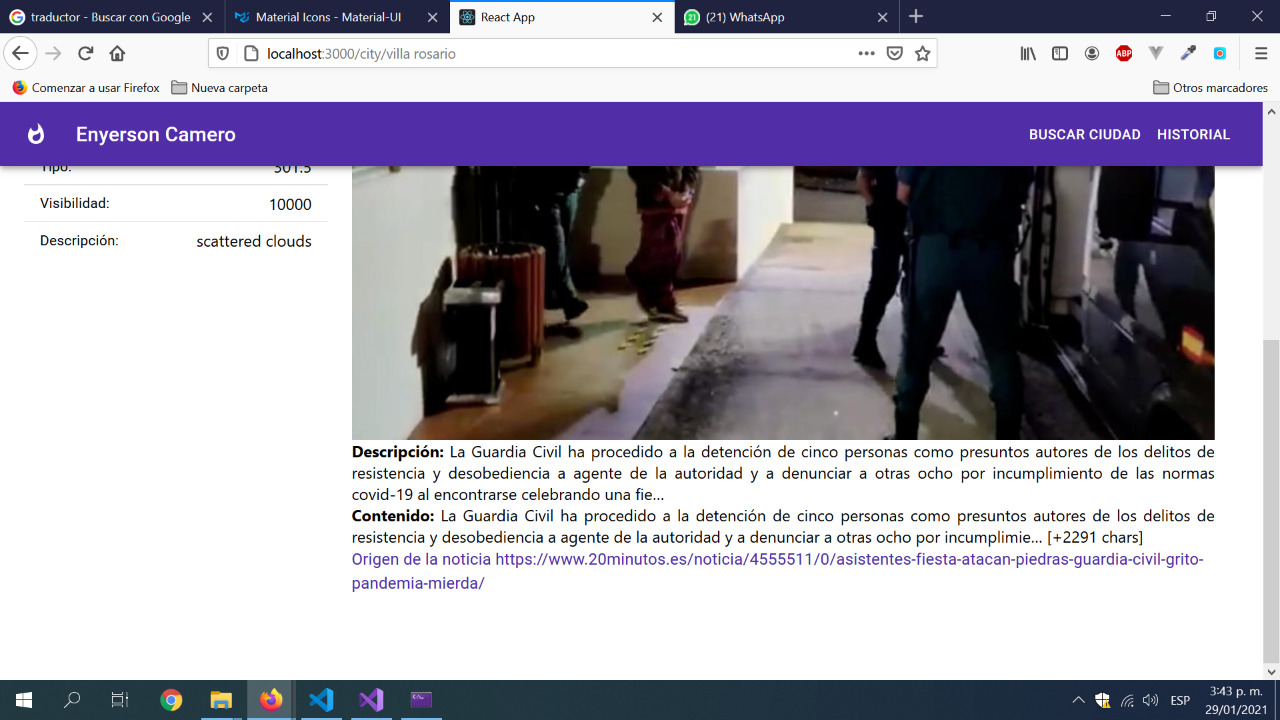 traductor - Buscar con Google
Material Icons - Material-UI
React App
(21) WhatsApp
localhost:3000/city/villa rosario
ABP
Comenzar a usar Firefox
Nueva carpeta
Otros marcadores
Enyerson Camero
BUSCAR CIUDAD
HISTORIAL
Tipo: 301.5
Visibilidad: 10000
Descripción: scattered clouds
Descripción: La Guardia Civil ha procedido a la detención de cinco personas como presuntos autores de los delitos de
resistencia y desobediencia a agente de la autoridad y a denunciar a otras ocho por incumplimiento de las normas
covid-19 al encontrarse celebrando una fie...
Contenido: La Guardia Civil ha procedido a la detención de cinco personas como presuntos autores de los delitos de
resistencia y desobediencia a agente de la autoridad y a denunciar a otras ocho por incumplimie... [+2291 chars]
Origen de la noticia https://www.20minutos.es/noticia/4555511/0/asistentes-fiesta-atacan-piedras-guardia-civil-grito-
pandemia-mierda/
ESP
3:43 p. m.
29/01/2021